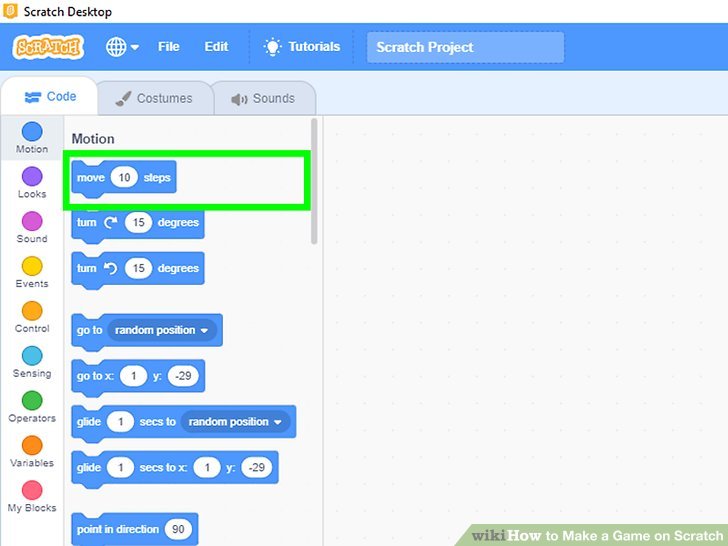 Scratch Desktop
SCRATCH File Edit Tutorials Scratch Project
Code Costumes Sounds
Motion
Looks
Sound
Events
Control
Sensing
Operators
Variables
My Blocks
Motion
move 10 steps
turn 15 degrees
turn 15 degrees
go to random position
go to x: 1 y: -29
glide 1 secs to random position
glide 1 secs to x: 1 y: -29
point in direction 90
wikiHow to Make a Game on Scratch